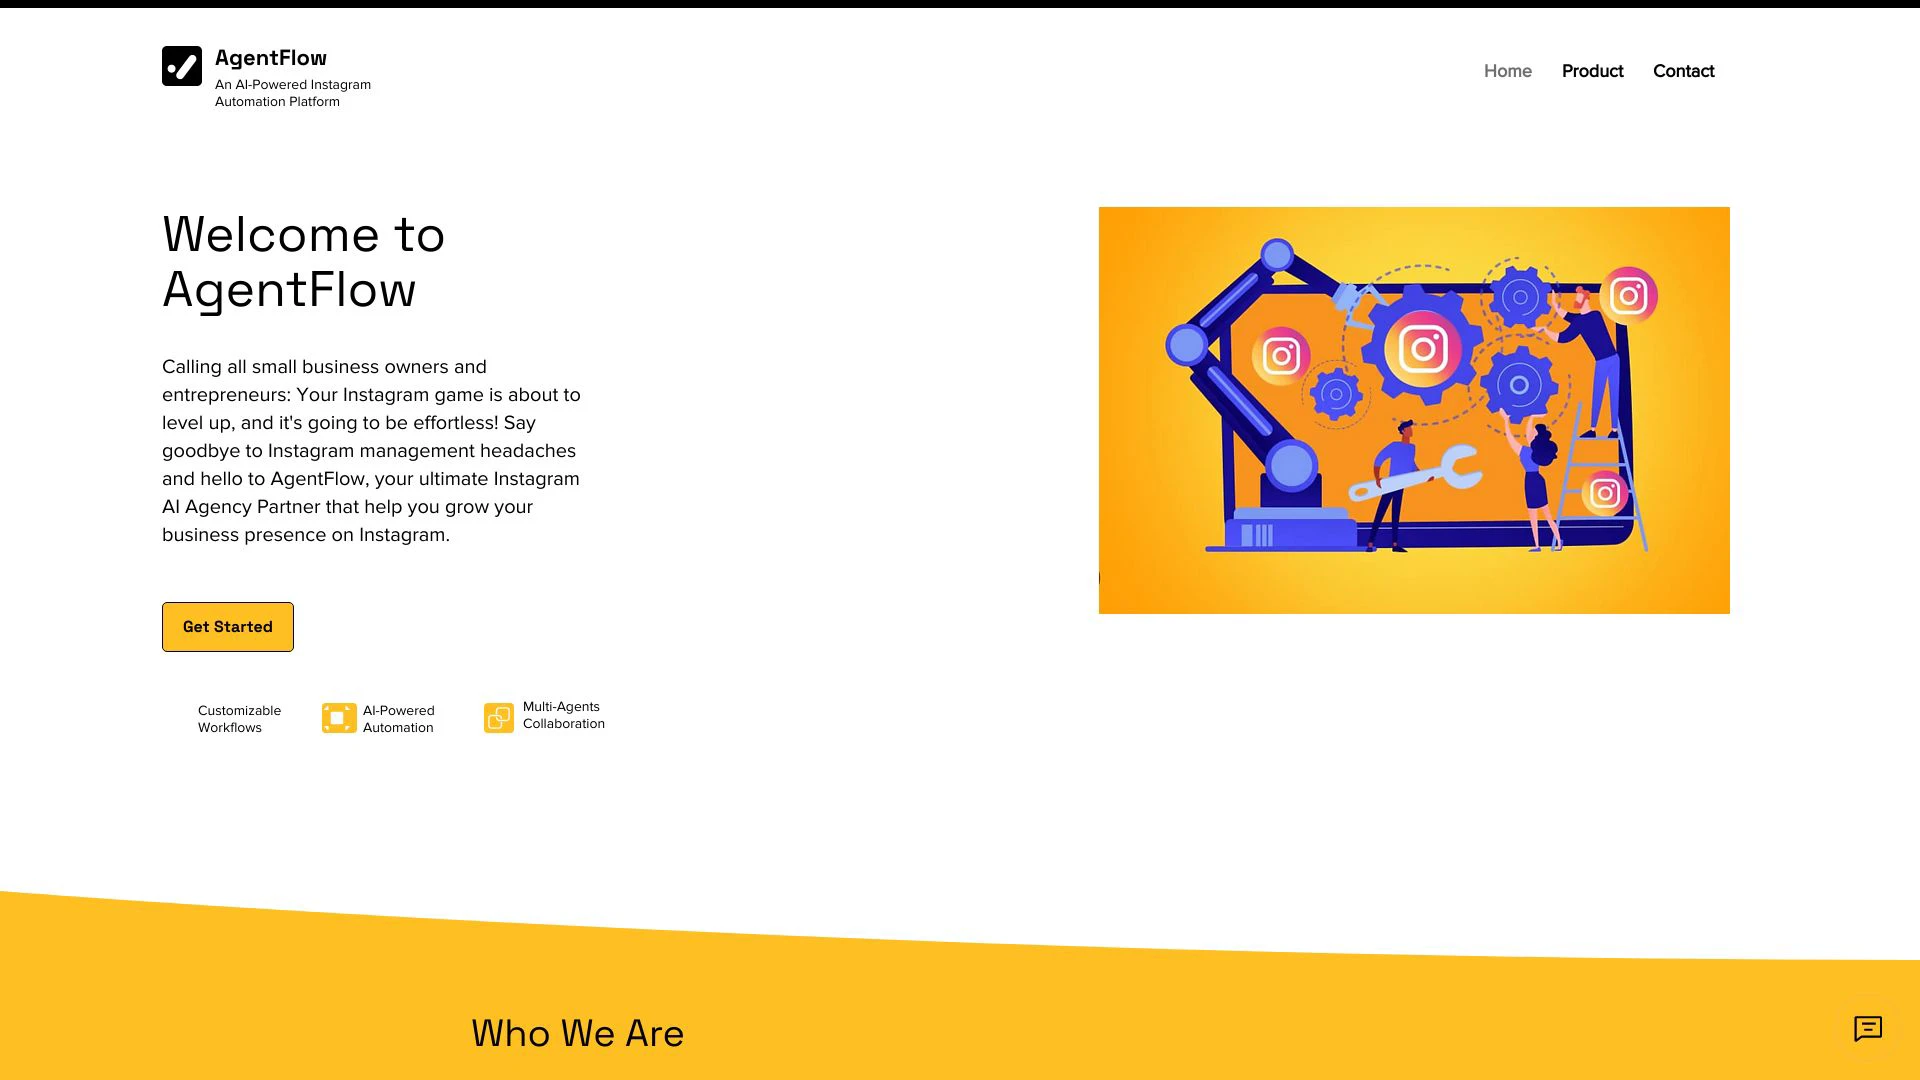 AgentFlow
An AI-Powered Instagram
Automation Platform
Home
Product
Contact
Welcome to
AgentFlow
Calling all small business owners and
entrepreneurs: Your Instagram game is about to
level up, and it's going to be effortless! Say
goodbye to Instagram management headaches
and hello to AgentFlow, your ultimate Instagram
AI Agency Partner that help you grow your
business presence on Instagram.
Get Started
Customizable
Workflows
AI-Powered
Automation
Multi-Agents
Collaboration
Who We Are